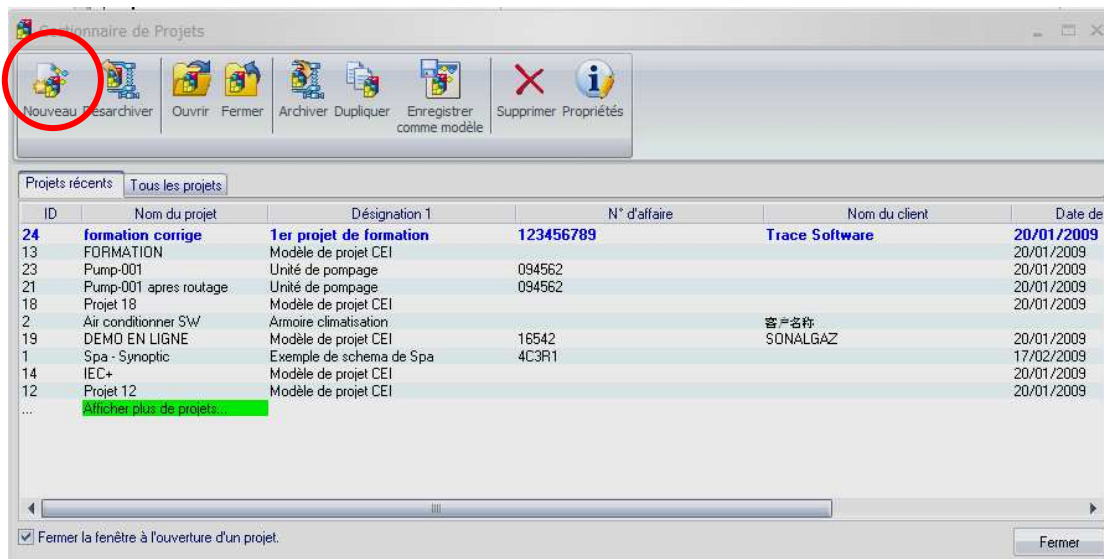 Gestionnaire de Projets
Nouveau Désarchiver Ouvrir Fermer Archiver Dupliquer Enregistrer comme modèle Supprimer Propriétés
Projets récents Tous les projets
ID Nom du projet Désignation 1 N° d'affaire Nom du client Date de
24 formation corrige 1er projet de formation 123456789 Trace Software 20/01/2009
13 FORMATION Modèle de projet CEI 20/01/2009
23 Pump-001 Unité de pompage 094562 20/01/2009
21 Pump-001 apres routage Unité de pompage 094562 20/01/2009
18 Projet 18 Modèle de projet CEI 20/01/2009
2 Air conditionner SW Armoire climatisation 客户名称
19 DEMO EN LIGNE Modèle de projet CEI 16542 SONALGAZ 20/01/2009
1 Spa - Synoptic Exemple de schema de Spa 4C3R1 17/02/2009
14 IEC+ Modèle de projet CEI 20/01/2009
12 Projet 12 Modèle de projet CEI 20/01/2009
... Afficher plus de projets...
Fermer la fenêtre à l'ouverture d'un projet.
Fermer